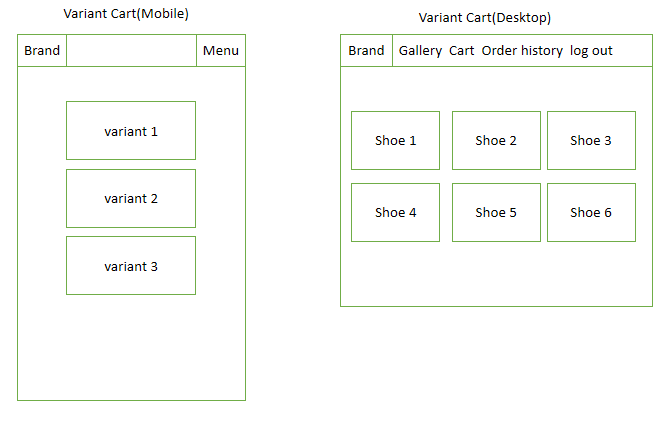 Variant Cart(Mobile)
Brand
Menu
variant 1
variant 2
variant 3
Variant Cart(Desktop)
Brand
Gallery Cart Order history log out
Shoe 1
Shoe 2
Shoe 3
Shoe 4
Shoe 5
Shoe 6